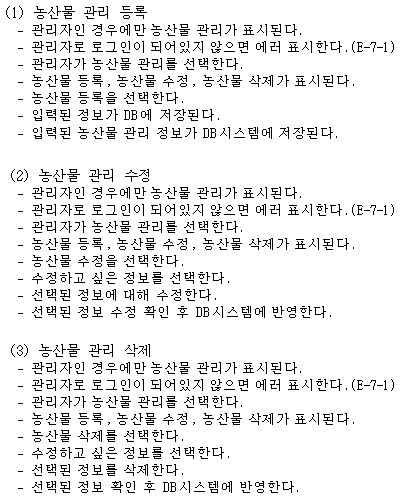 (1) 농산물 관리 등록
- 관리자인 경우에만 농산물 관리가 표시된다.
- 관리자로 로그인이 되어있지 않으면 에러 표시한다.(E-7-1)
- 관리자가 농산물 관리를 선택한다.
- 농산물 등록, 농산물 수정, 농산물 삭제가 표시된다.
- 농산물 등록을 선택한다.
- 입력된 정보가 DB에 저장된다.
- 입력된 농산물 관리 정보가 DB시스템에 저장된다.
(2) 농산물 관리 수정
- 관리자인 경우에만 농산물 관리가 표시된다.
- 관리자로 로그인이 되어있지 않으면 에러 표시한다.(E-7-1)
- 관리자가 농산물 관리를 선택한다.
- 농산물 등록, 농산물 수정, 농산물 삭제가 표시된다.
- 농산물 수정을 선택한다.
- 수정하고 싶은 정보를 선택한다.
- 선택된 정보에 대해 수정한다.
- 선택된 정보 수정 확인 후 DB시스템에 반영한다.
(3) 농산물 관리 삭제
- 관리자인 경우에만 농산물 관리가 표시된다.
- 관리자로 로그인이 되어있지 않으면 에러 표시한다.(E-7-1)
- 관리자가 농산물 관리를 선택한다.
- 농산물 등록, 농산물 수정, 농산물 삭제가 표시된다.
- 농산물 삭제를 선택한다.
- 수정하고 싶은 정보를 선택한다.
- 선택된 정보를 삭제한다.
- 선택된 정보 확인 후 DB시스템에 반영한다.